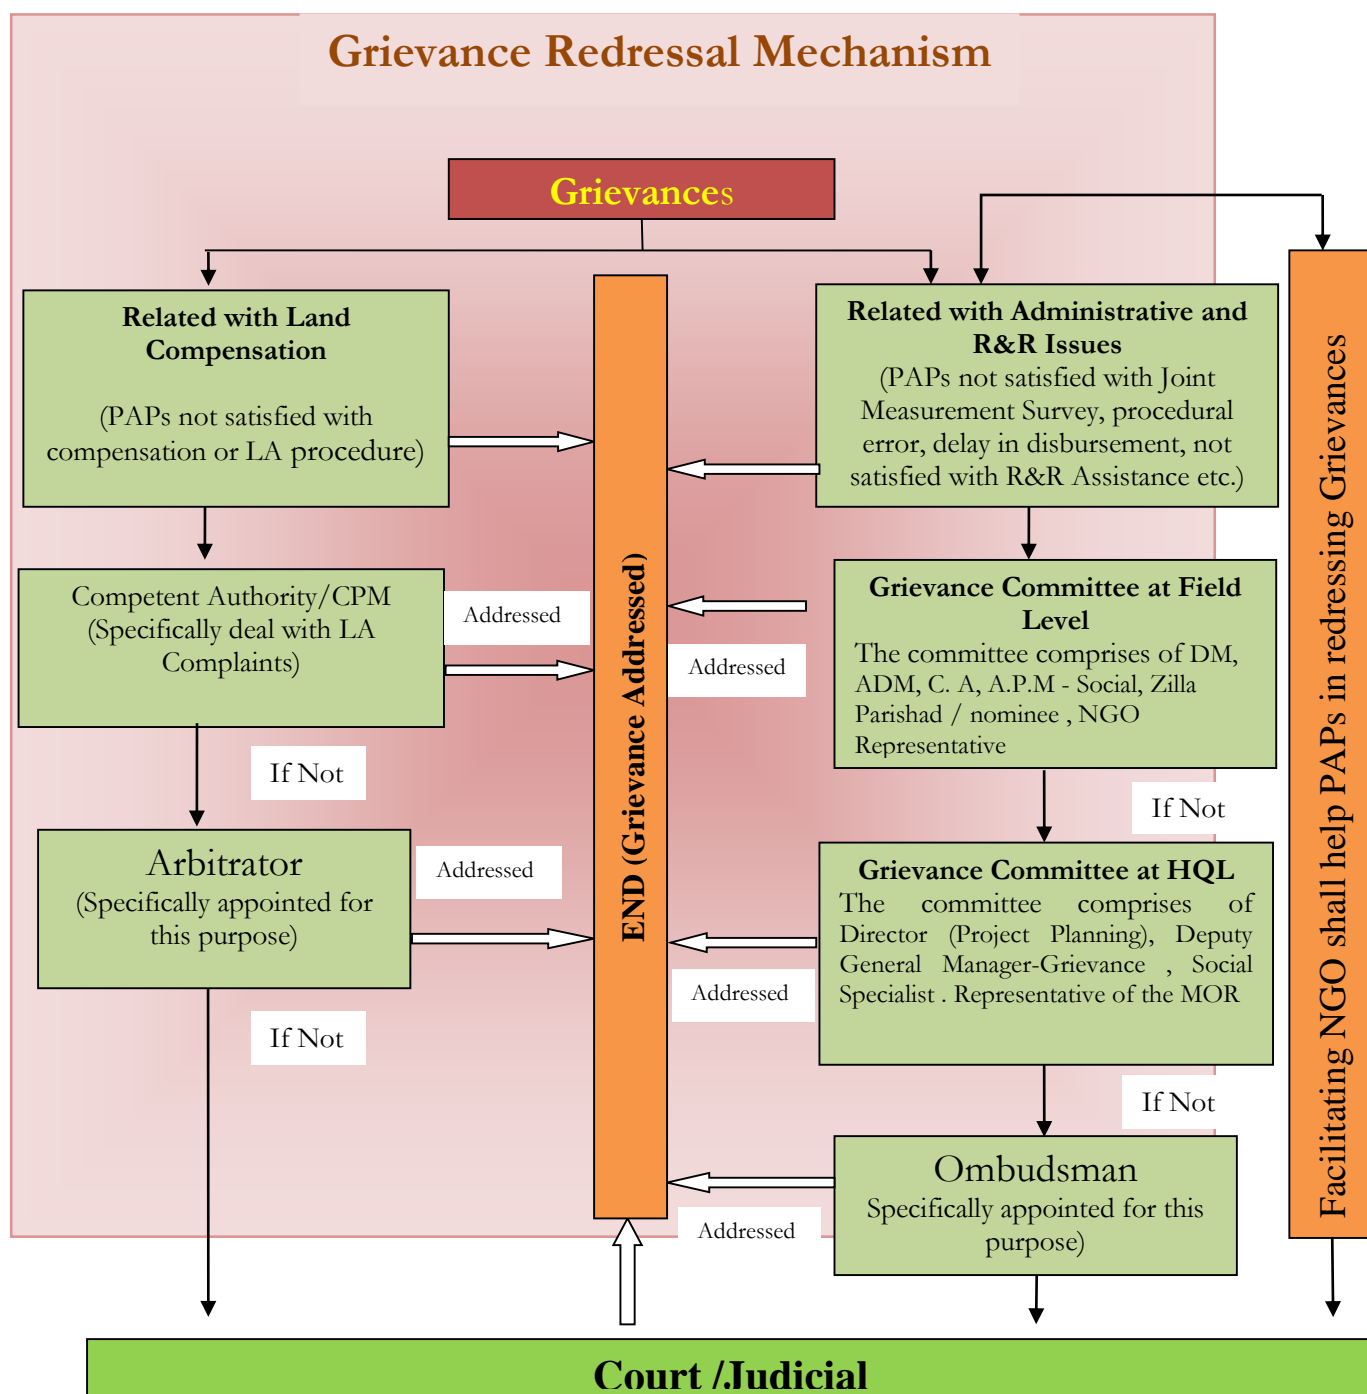 Grievance Redressal Mechanism
Grievances
Related with Land
Compensation
(PAPs not satisfied with
compensation or LA procedure)
Related with Administrative and
R&R Issues
(PAPs not satisfied with Joint
Measurement Survey, procedural
error, delay in disbursement, not
satisfied with R&R Assistance etc.)
Competent Authority/CPM
(Specifically deal with LA
Complaints)
Addressed
If Not
Arbitrator
(Specifically appointed for
this purpose)
Addressed
If Not
END (Grievance Addressed)
Grievance Committee at Field
Level
The committee comprises of DM,
ADM, C. A, A.P.M - Social, Zilla
Parishad / nominee , NGO
Representative
Addressed
If Not
Grievance Committee at HQL
The committee comprises of
Director (Project Planning), Deputy
General Manager-Grievance , Social
Specialist . Representative of the MOR
Addressed
If Not
Ombudsman
Specifically appointed for this
purpose)
Addressed
Facilitating NGO shall help PAPs in redressing Grievances
Court /Judicial